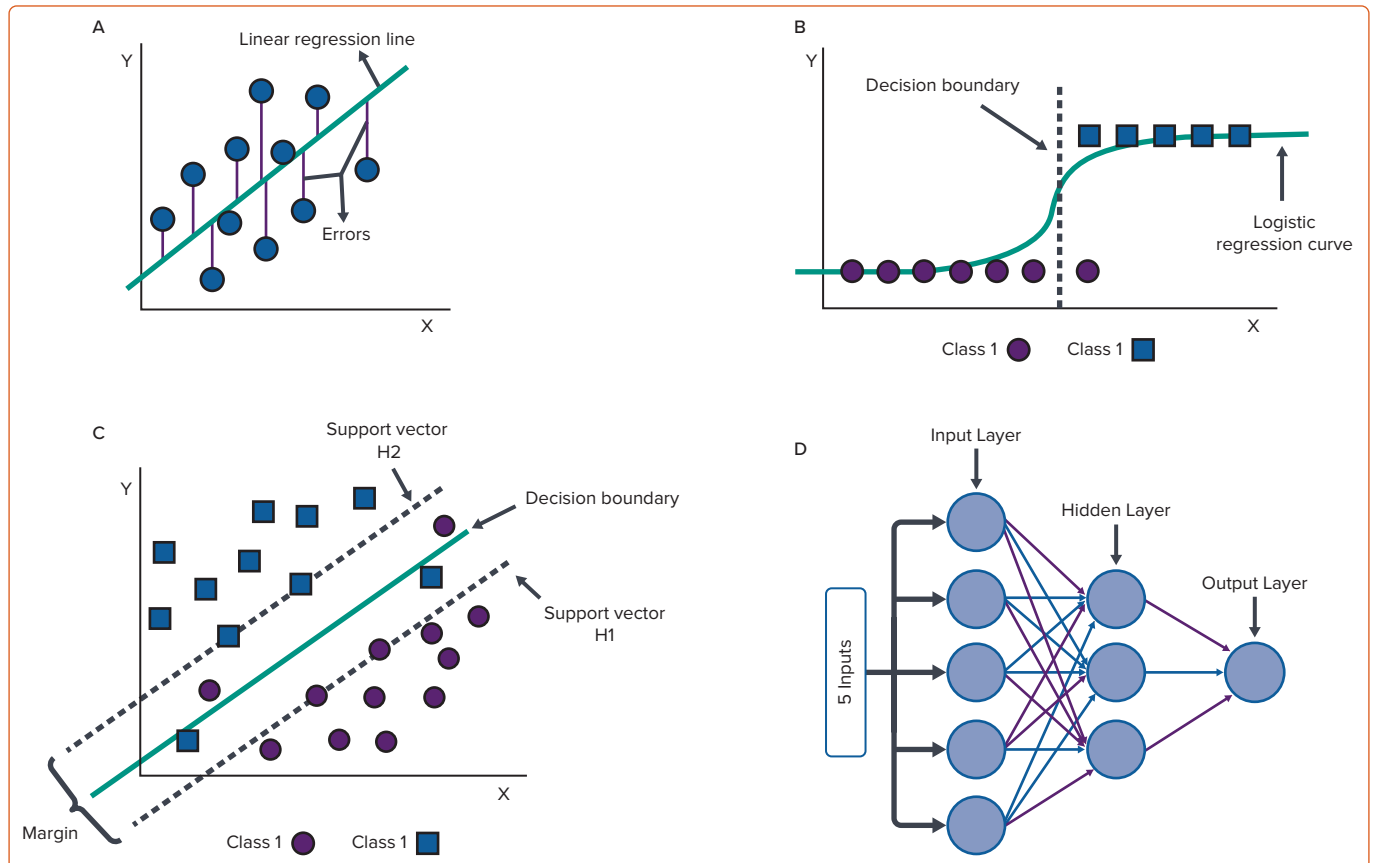 A
Linear regression line
Y
Errors
X
B
Y
Decision boundary
Logistic
regression curve
X
Class 1
Class 1
C
Support vector
H2
Y
Decision boundary
Support vector
H1
X
Margin
Class 1
Class 1
D
Input Layer
Hidden Layer
Output Layer
5 Inputs